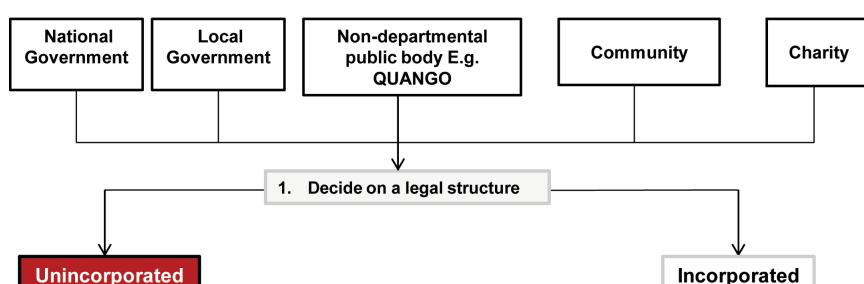 National
Government
Local
Government
Non-departmental
public body E.g.
QUANGO
Community
Charity
1. Decide on a legal structure
Unincorporated
Incorporated